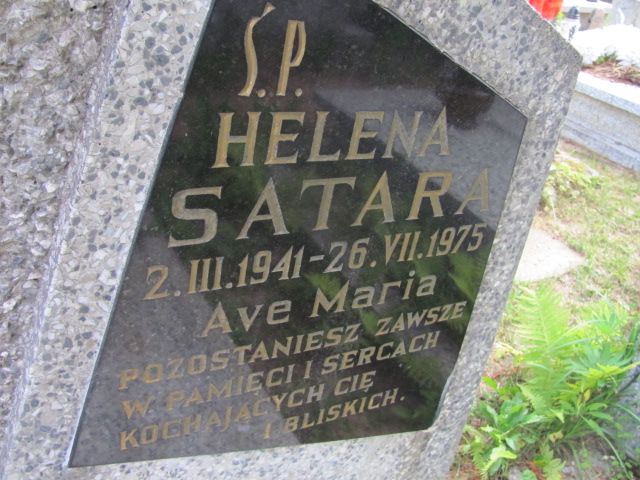 Ś.P.
HELENA
SATARA
2.III.1941-26.VII.1975
AVE MARIA
POZOSTANIESZ ZAWSZE
W PAMIĘCI I SERCACH
KOCHAJĄCYCH CIĘ
I BLISKICH.